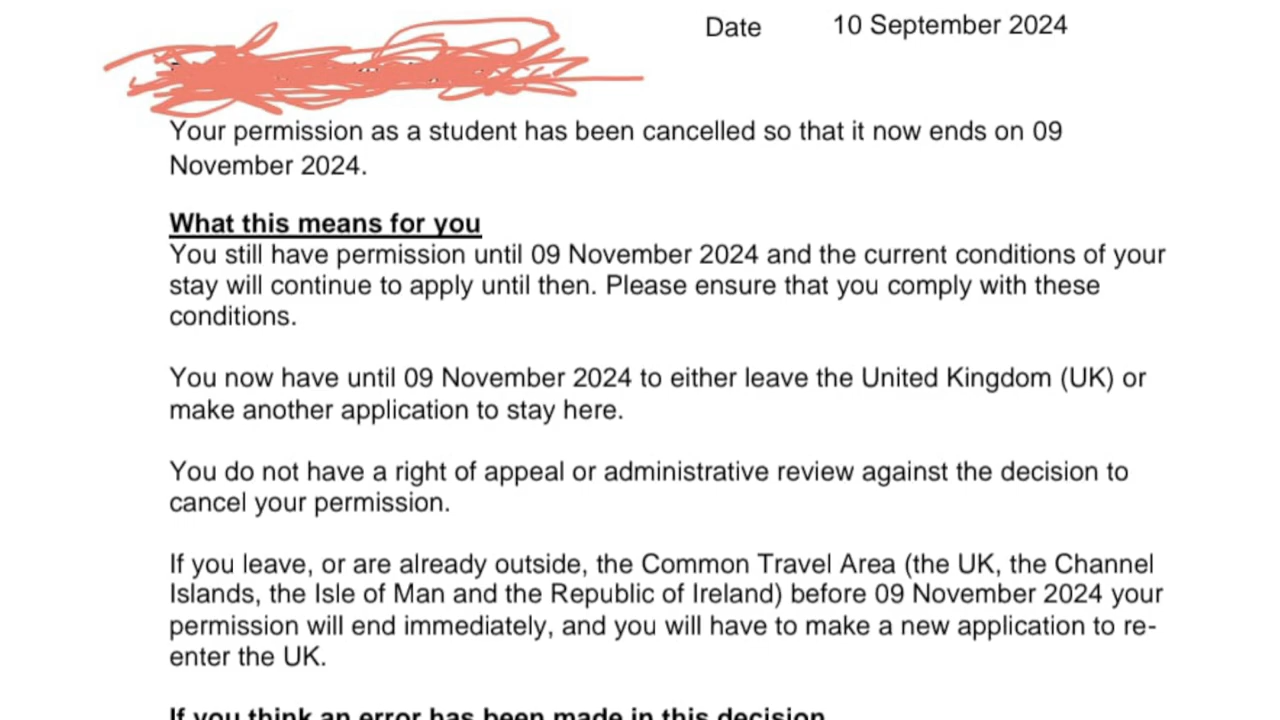 Date 10 September 2024
Your permission as a student has been cancelled so that it now ends on 09
November 2024.
What this means for you
You still have permission until 09 November 2024 and the current conditions of your
stay will continue to apply until then. Please ensure that you comply with these
conditions.
You now have until 09 November 2024 to either leave the United Kingdom (UK) or
make another application to stay here.
You do not have a right of appeal or administrative review against the decision to
cancel your permission.
If you leave, or are already outside, the Common Travel Area (the UK, the Channel
Islands, the Isle of Man and the Republic of Ireland) before 09 November 2024 your
permission will end immediately, and you will have to make a new application to re-
enter the UK.
If you think an error has been made in this decision